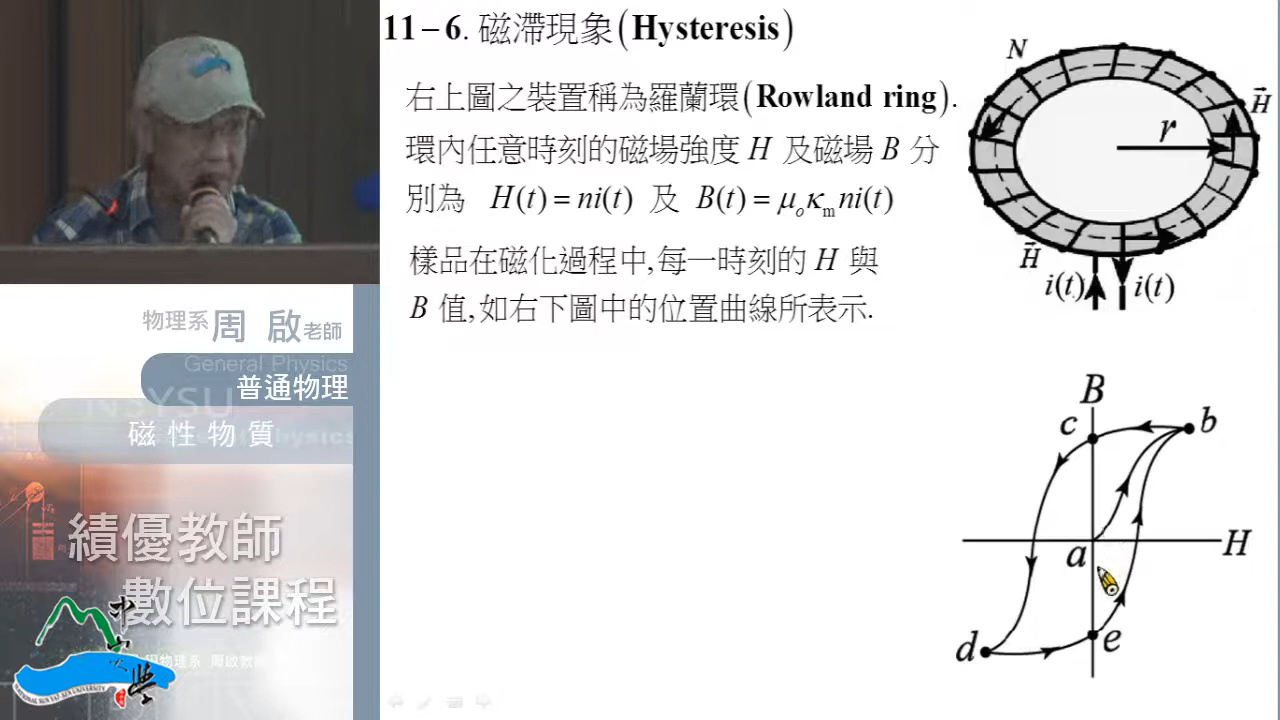 11–6. 磁滯現象(Hysteresis)
右上圖之裝置稱為羅蘭環(Rowland ring).
環內任意時刻的磁場強度 H 及磁場 B 分
別為 H(t) = ni(t) 及 B(t) = μₒκₘni(t)
樣品在磁化過程中,每一時刻的 H 與
B 值,如右下圖中的位置曲線所表示.
N
H⃗
r
H⃗
i(t)
i(t)
B
c
b
a
H
d
e
物理系 周 啟 老師
General Physics
普通物理
NSYSU
磁性物質
績優教師
數位課程